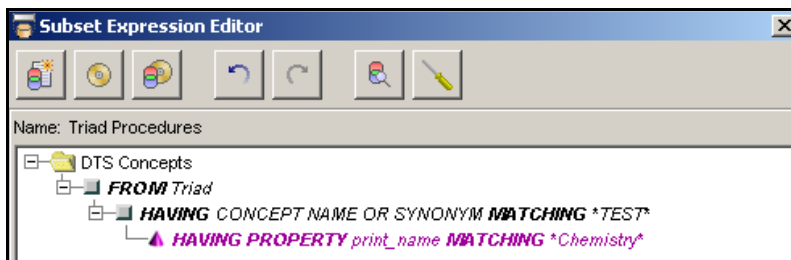 Subset Expression Editor
Name: Triad Procedures
DTS Concepts
FROM Triad
HAVING CONCEPT NAME OR SYNONYM MATCHING *TEST*
HAVING PROPERTY print_name MATCHING *Chemistry*